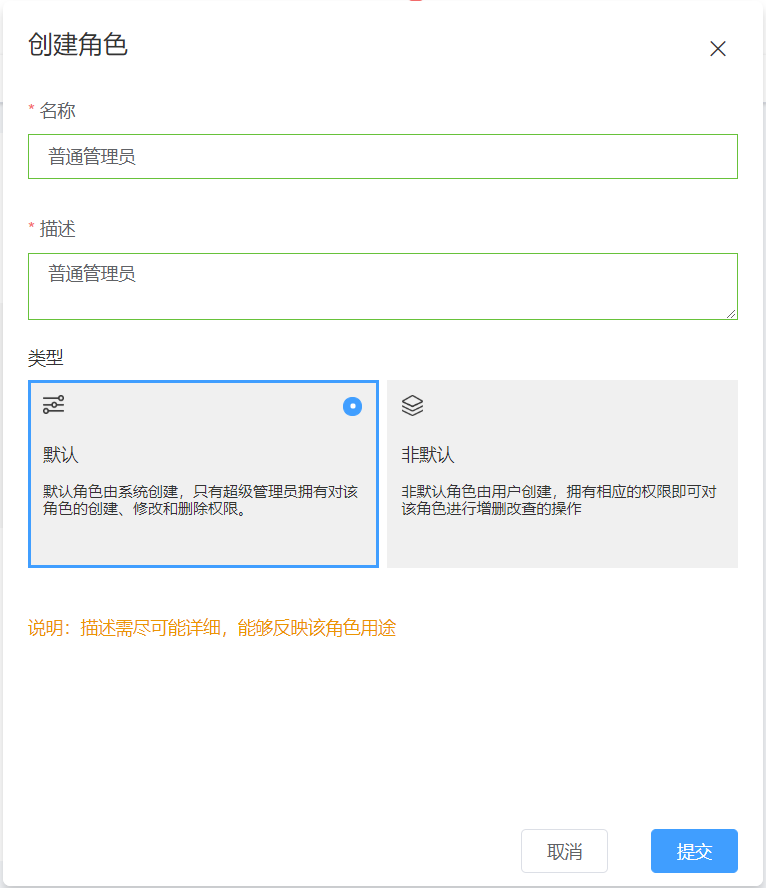 创建角色
* 名称
普通管理员
* 描述
普通管理员
类型
默认
默认角色由系统创建，只有超级管理员拥有对该
角色的创建、修改和删除权限。
非默认
非默认角色由用户创建，拥有相应的权限即可对
该角色进行增删改查的操作
说明：描述需尽可能详细，能够反映该角色用途
取消
提交